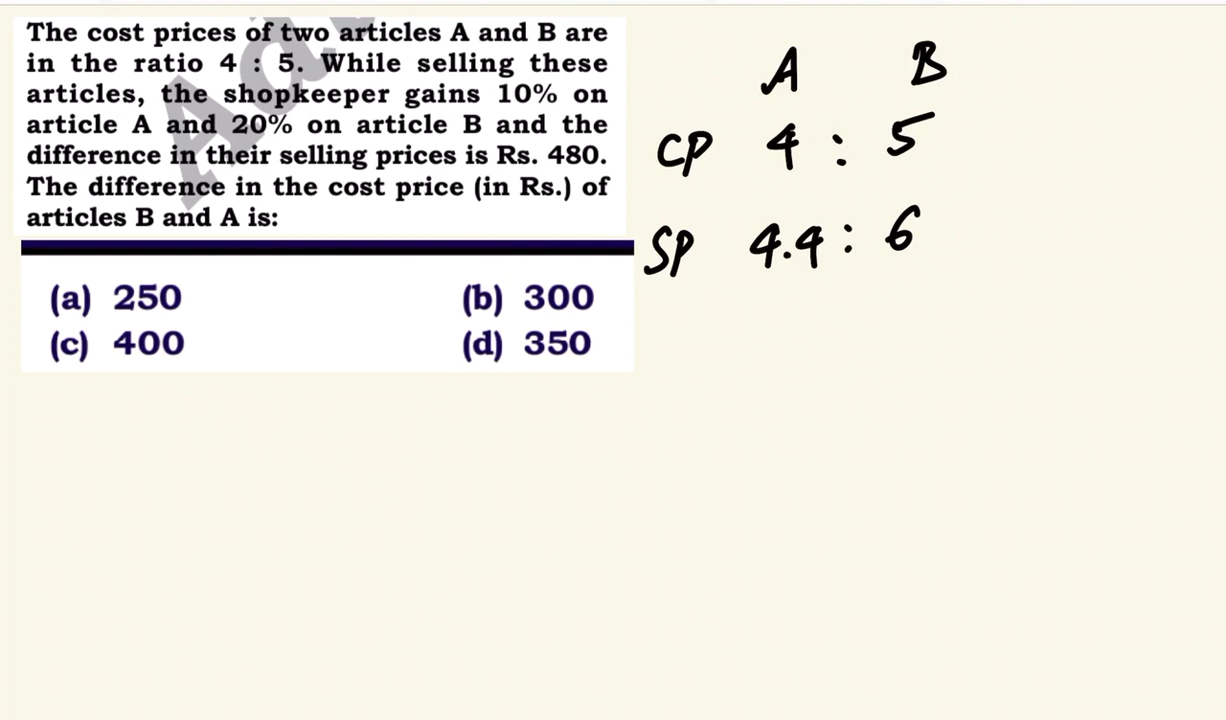 The cost prices of two articles A and B are
in the ratio 4 : 5. While selling these
articles, the shopkeeper gains 10% on
article A and 20% on article B and the
difference in their selling prices is Rs. 480.
The difference in the cost price (in Rs.) of
articles B and A is:
(a) 250 (b) 300
(c) 400 (d) 350
A B
CP 4 : 5
SP 4.4 : 6